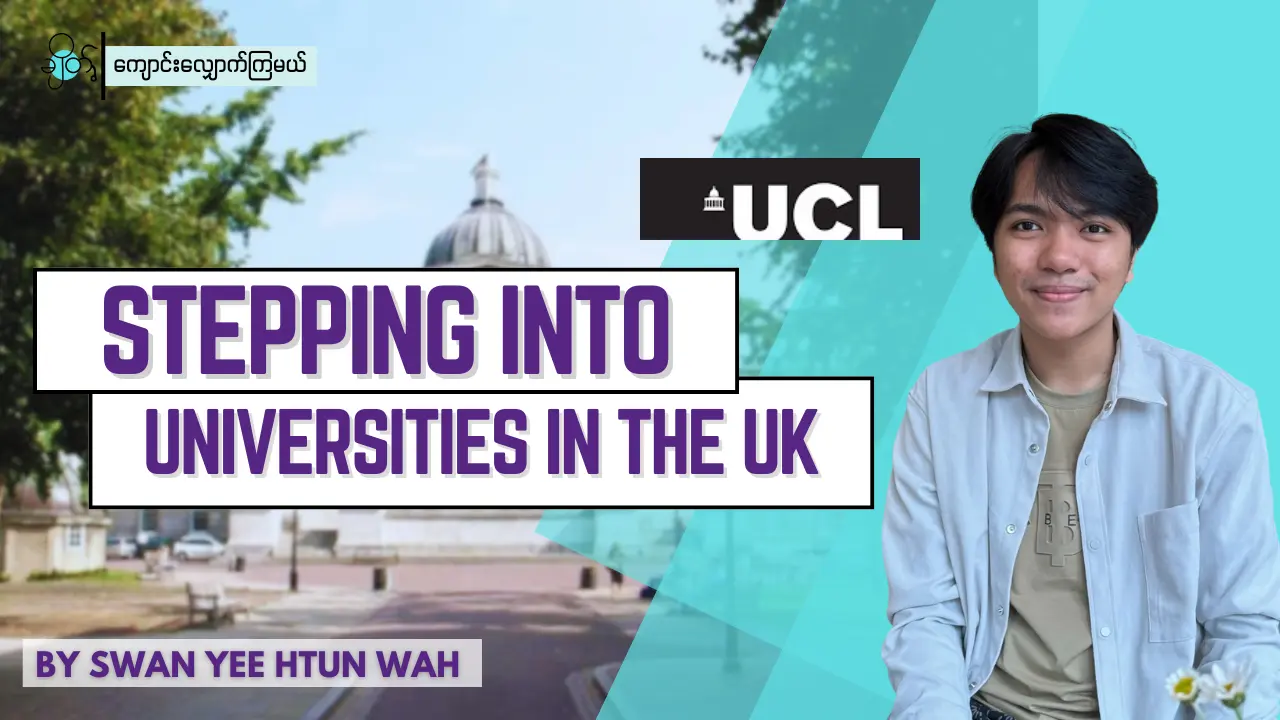 ကျောင်းလျှောက်ကြမယ်
UCL
STEPPING INTO
UNIVERSITIES IN THE UK
BY SWAN YEE HTUN WAH